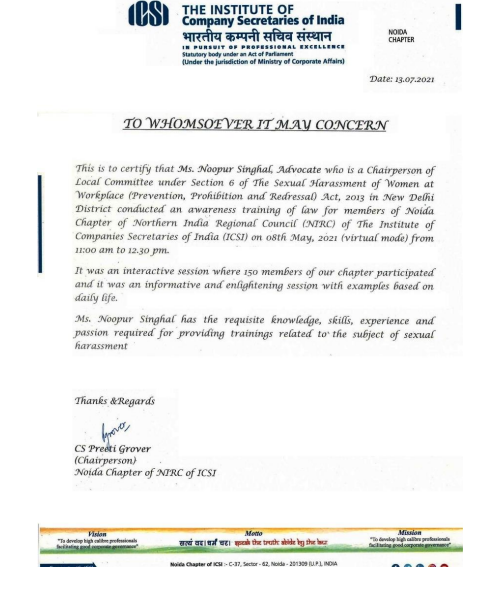 ICSI
THE INSTITUTE OF
Company Secretaries of India
भारतीय कम्पनी सचिव संस्थान
IN PURSUIT OF PROFESSIONAL EXCELLENCE
Statutory body under an Act of Parliament
(Under the jurisdiction of Ministry of Corporate Affairs)
NOIDA
CHAPTER
Date: 13.07.2021
TO WHOMSOEVER IT MAY CONCERN
This is to certify that Ms. Noopur Singhal, Advocate who is a Chairperson of
Local Committee under Section 6 of The Sexual Harassment of Women at
Workplace (Prevention, Prohibition and Redressal) Act, 2013 in New Delhi
District conducted an awareness training of law for members of Noida
Chapter of Northern India Regional Council (NIRC) of The Institute of
Companies Secretaries of India (ICSI) on 08th May, 2021 (virtual mode) from
11:00 am to 12.30 pm.
It was an interactive session where 150 members of our chapter participated
and it was an informative and enlightening session with examples based on
daily life.
Ms. Noopur Singhal has the requisite knowledge, skills, experience and
passion required for providing trainings related to the subject of sexual
harassment
Thanks &Regards
Grover
CS Preeti Grover
(Chairperson)
Noida Chapter of NIRC of ICSI
Vision
"To develop high calibre professionals
facilitating good corporate governance"
Motto
सत्यं वद। धर्मं चर। speak the truth abide by the law
Mission
"To develop high calibre professionals
facilitating good corporate governance"
Noida Chapter of ICSI :- C-37, Sector - 62, Noida - 201309 (U.P.), INDIA